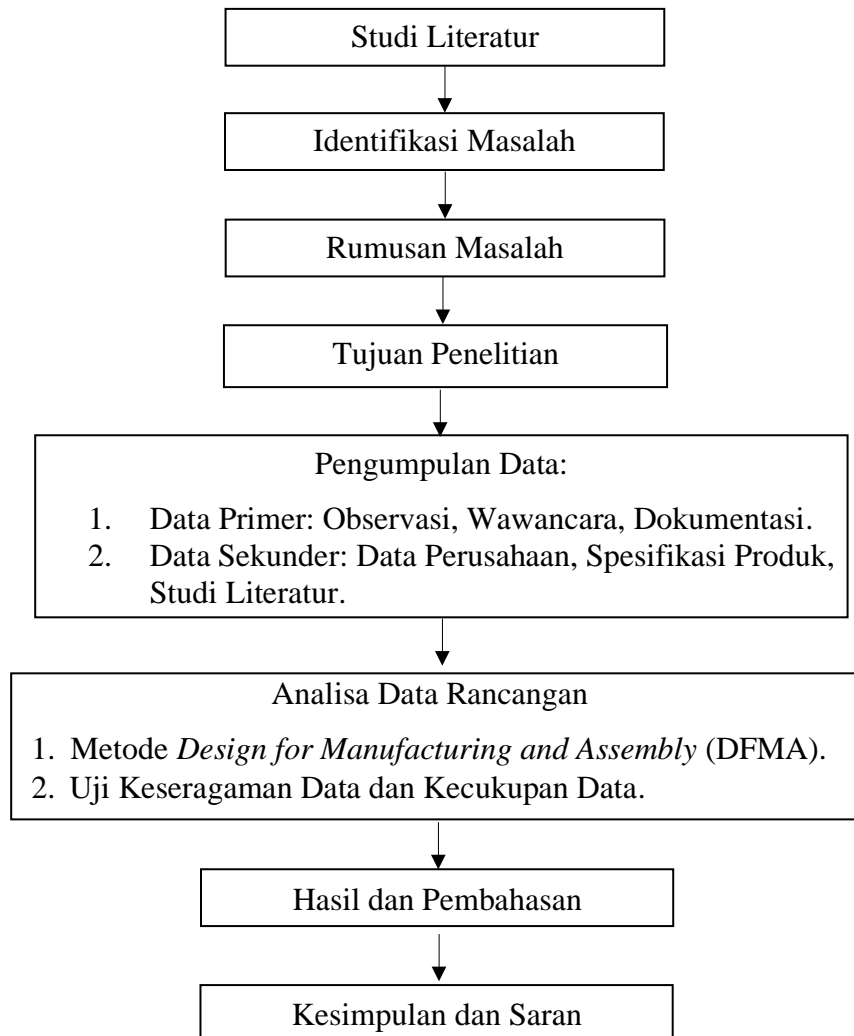 Studi Literatur
Identifikasi Masalah
Rumusan Masalah
Tujuan Penelitian
Pengumpulan Data:
1. Data Primer: Observasi, Wawancara, Dokumentasi.
2. Data Sekunder: Data Perusahaan, Spesifikasi Produk,
Studi Literatur.
Analisa Data Rancangan
1. Metode Design for Manufacturing and Assembly (DFMA).
2. Uji Keseragaman Data dan Kecukupan Data.
Hasil dan Pembahasan
Kesimpulan dan Saran